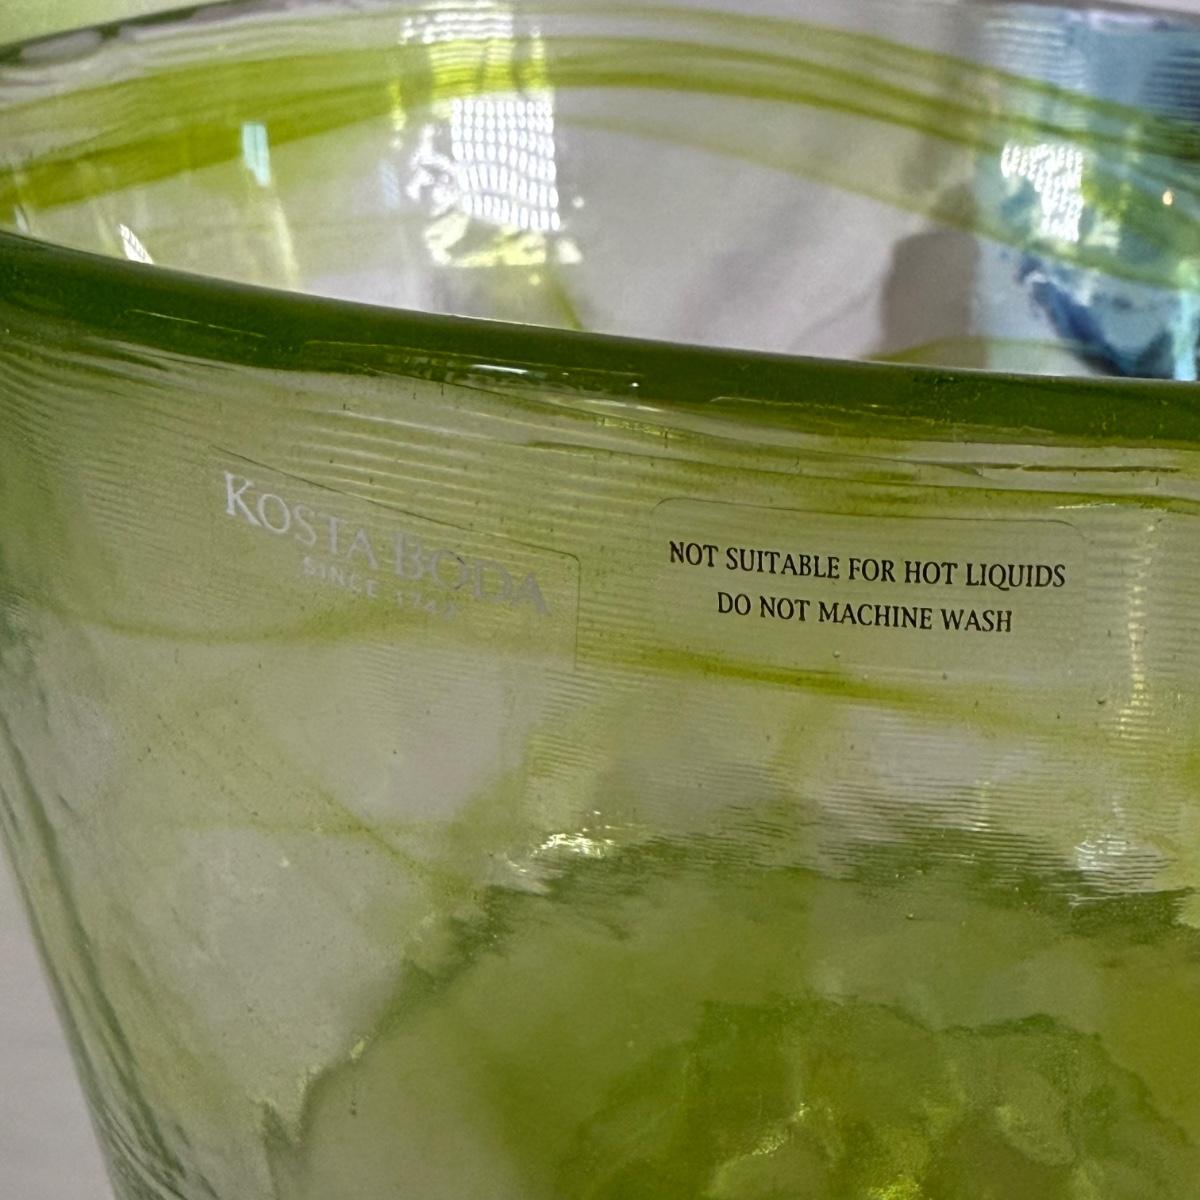 KOSTA BODA
SINCE 1742
NOT SUITABLE FOR HOT LIQUIDS
DO NOT MACHINE WASH